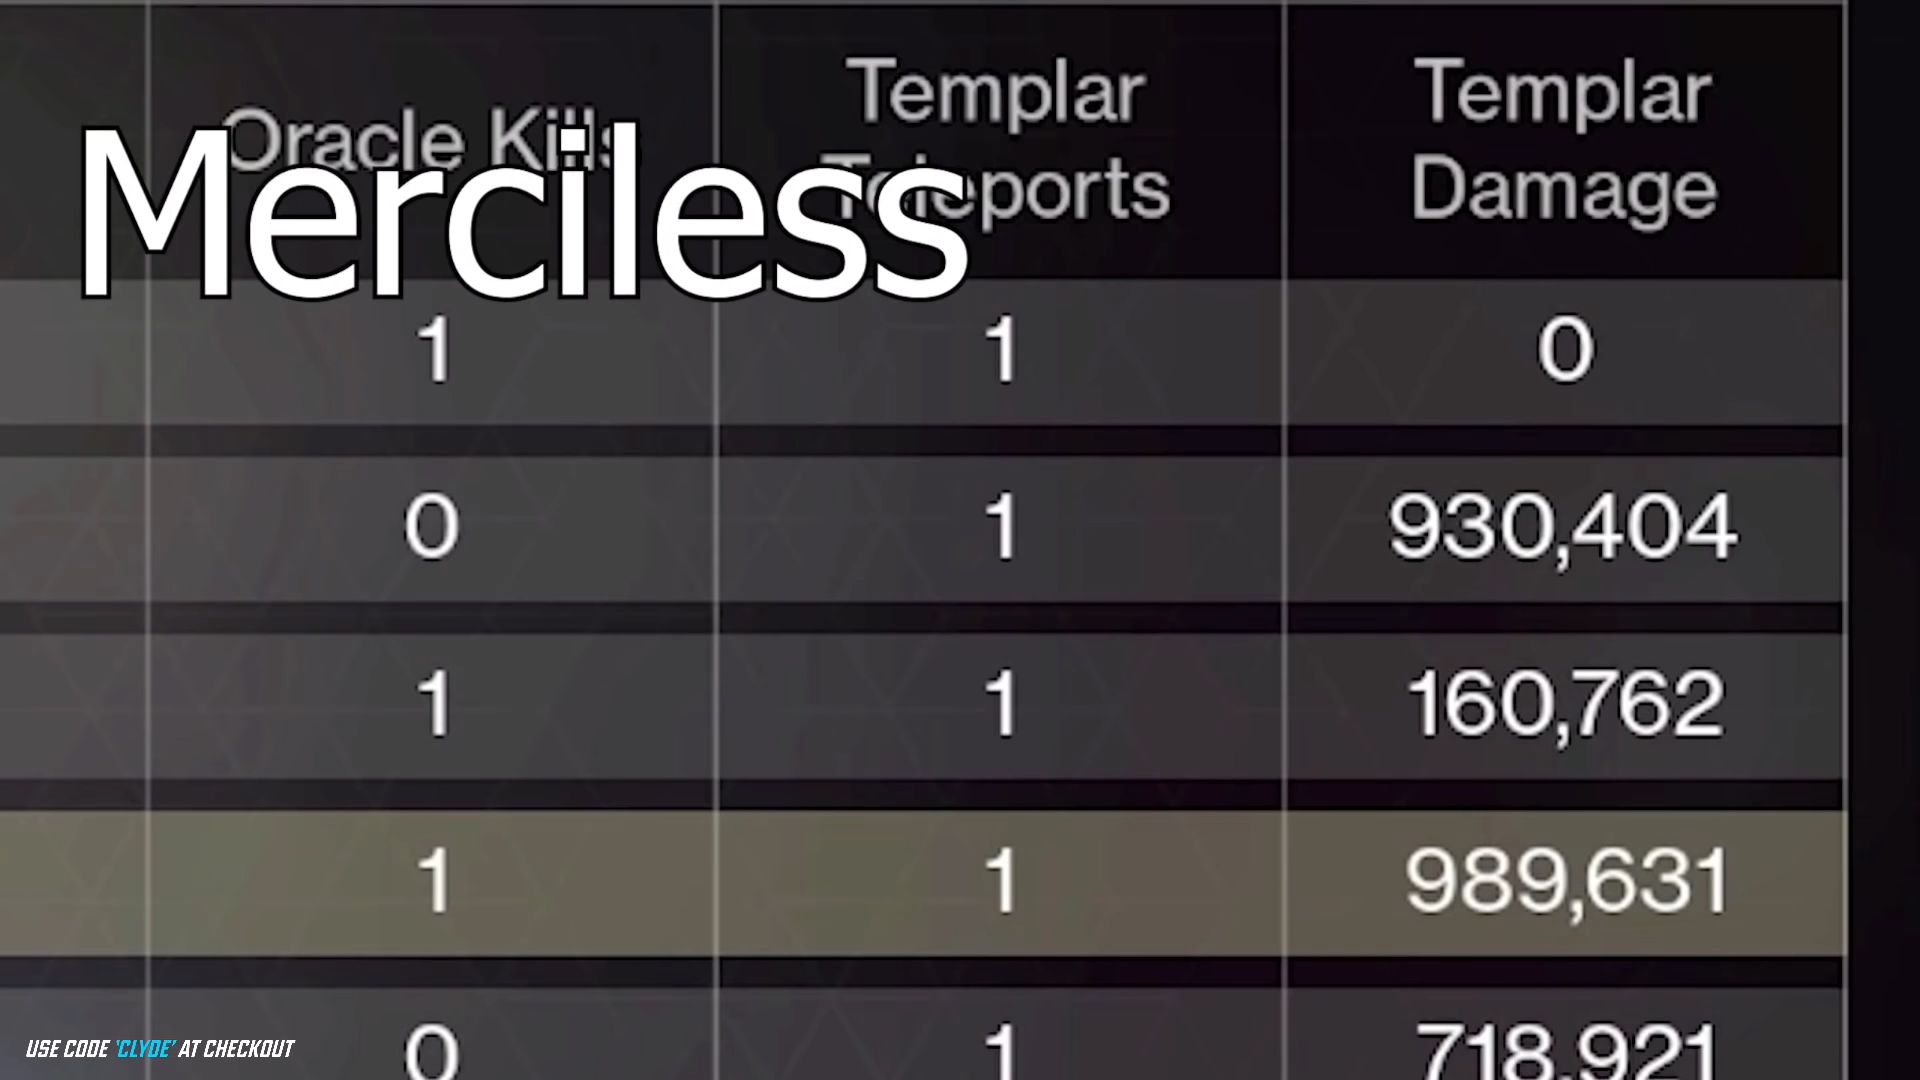 Oracle Kills
Templar
Teleports
Templar
Damage
Merciless
1 1 0
0 1 930,404
1 1 160,762
1 1 989,631
0 1 718,921
USE CODE 'CLYDE' AT CHECKOUT